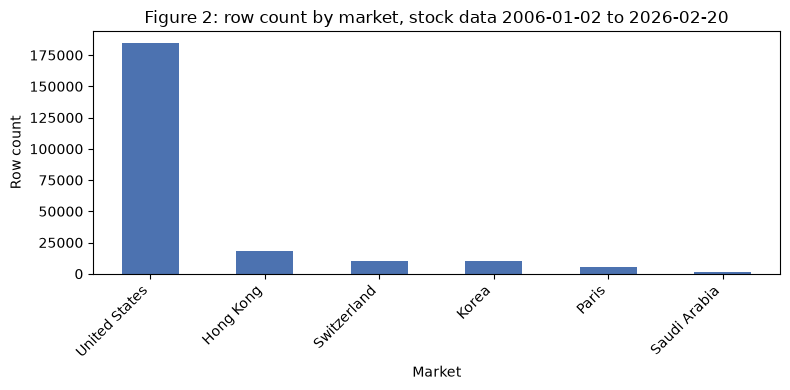 Figure 2: row count by market, stock data 2006-01-02 to 2026-02-20
175000
150000
125000
100000
75000
50000
25000
0
Row count
United States
Hong Kong
Switzerland
Korea
Paris
Saudi Arabia
Market